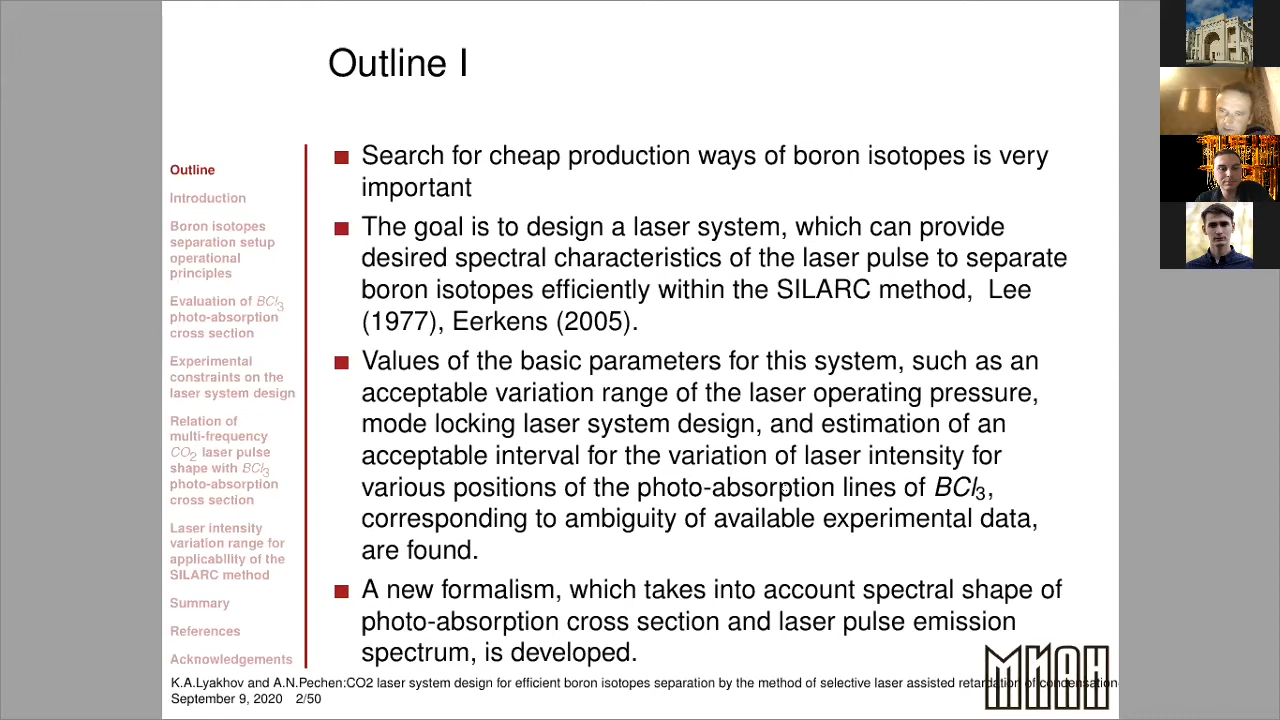 Outline I
Outline
Introduction
Boron isotopes
separation setup
operational
principles
Evaluation of BCl3
photo-absorption
cross section
Experimental
constraints on the
laser system design
Relation of
multi-frequency
CO2 laser pulse
shape with BCl3
photo-absorption
cross section
Laser intensity
variation range for
applicability of the
SILARC method
Summary
References
Acknowledgements
Search for cheap production ways of boron isotopes is very
important
The goal is to design a laser system, which can provide
desired spectral characteristics of the laser pulse to separate
boron isotopes efficiently within the SILARC method, Lee
(1977), Eerkens (2005).
Values of the basic parameters for this system, such as an
acceptable variation range of the laser operating pressure,
mode locking laser system design, and estimation of an
acceptable interval for the variation of laser intensity for
various positions of the photo-absorption lines of BCl3,
corresponding to ambiguity of available experimental data,
are found.
A new formalism, which takes into account spectral shape of
photo-absorption cross section and laser pulse emission
spectrum, is developed.
МИАН
K.A.Lyakhov and A.N.Pechen:CO2 laser system design for efficient boron isotopes separation by the method of selective laser assisted retardation of condensation
September 9, 2020 2/50